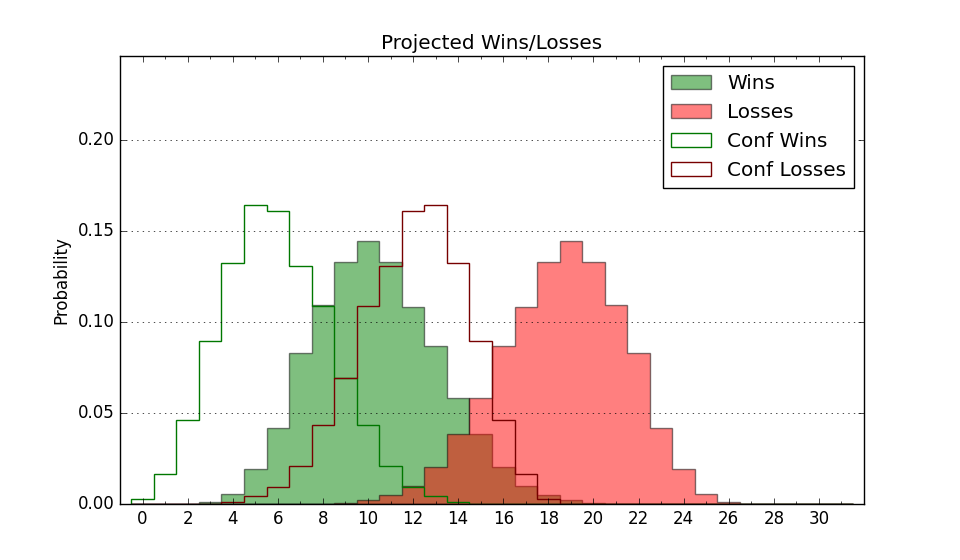 Projected Wins/Losses
Wins
Losses
Conf Wins
Conf Losses
Probability
0.20
0.15
0.10
0.05
0.00
0 2 4 6 8 10 12 14 16 18 20 22 24 26 28 30